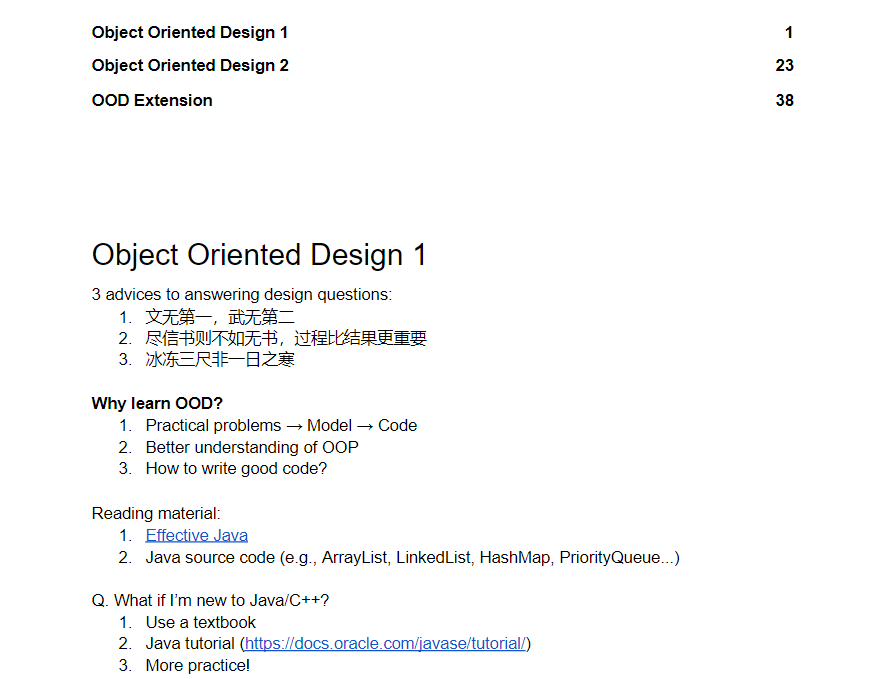 Object Oriented Design 1 1
Object Oriented Design 2 23
OOD Extension 38
Object Oriented Design 1
3 advices to answering design questions:
1. 文无第一，武无第二
2. 尽信书则不如无书，过程比结果更重要
3. 冰冻三尺非一日之寒
Why learn OOD?
1. Practical problems → Model → Code
2. Better understanding of OOP
3. How to write good code?
Reading material:
1. Effective Java
2. Java source code (e.g., ArrayList, LinkedList, HashMap, PriorityQueue...)
Q. What if I’m new to Java/C++?
1. Use a textbook
2. Java tutorial (https://docs.oracle.com/javase/tutorial/)
3. More practice!